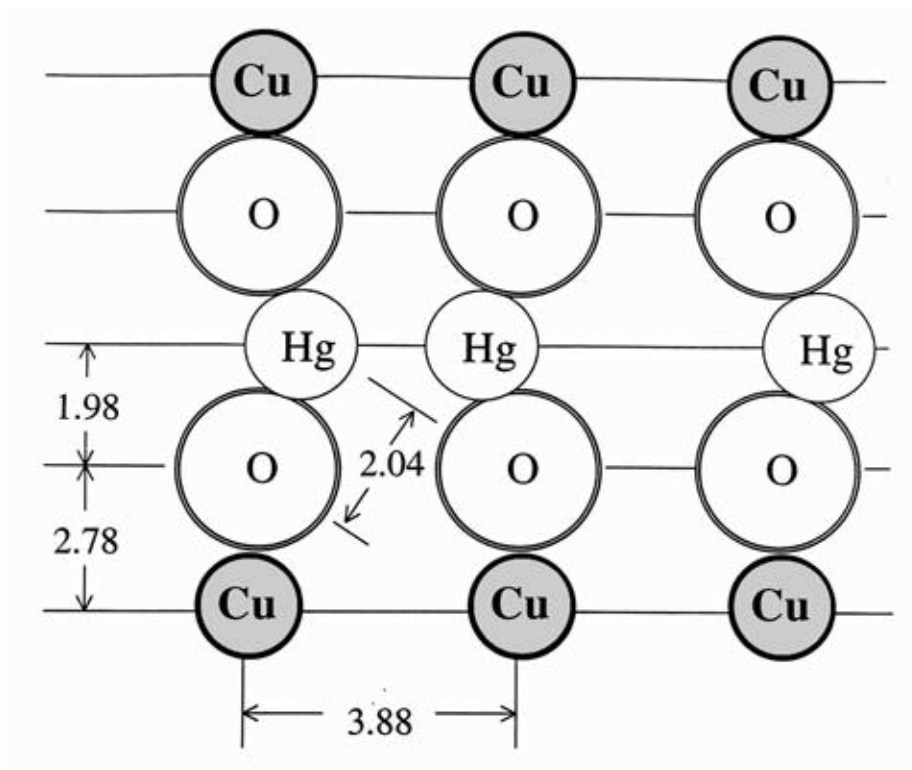 Cu Cu Cu
O O O
Hg Hg Hg
1.98
2.04
O O O
2.78
Cu Cu Cu
3.88